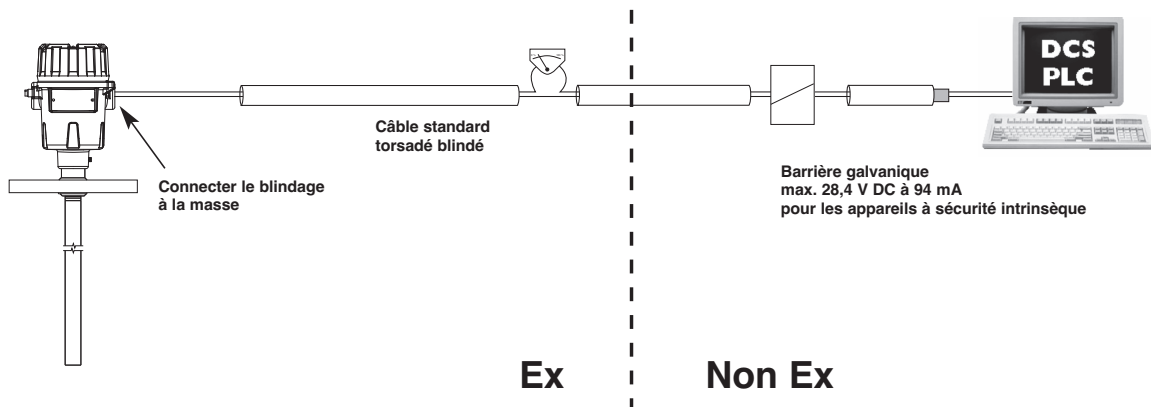 DCS
PLC
Câble standard
torsadé blindé
Connecter le blindage
à la masse
Barrière galvanique
max. 28,4 V DC à 94 mA
pour les appareils à sécurité intrinsèque
Ex
Non Ex